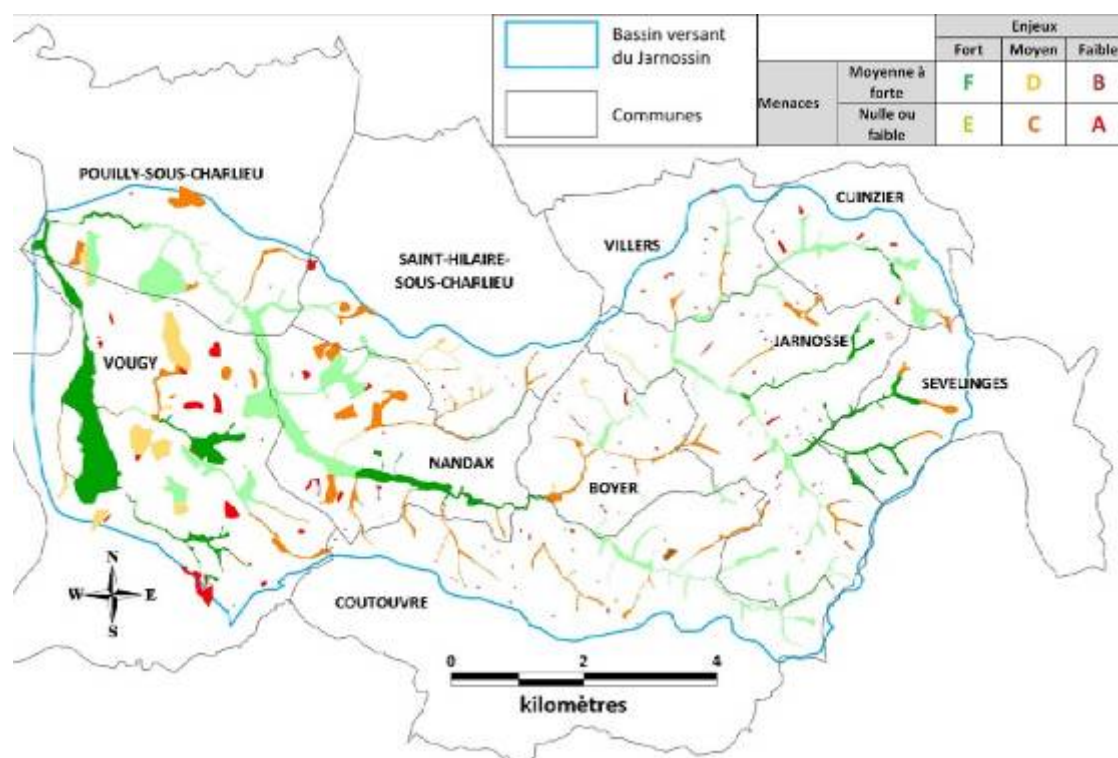 Bassin versant
du Jarnossin
Communes
Enjeux
Fort Moyen Faible
Menaces
Moyenne à
forte
F D B
Nulle ou
faible
E C A
POUILLY-SOUS-CHARLIEU
SAINT-HILAIRE-
SOUS-CHARLIEU
VILLERS
CUINZIER
VOUGY
JARNOSSE
SEVELINGES
NANDAX
BOYER
COUTOUVRE
N
W E
S
0 2 4
kilomètres